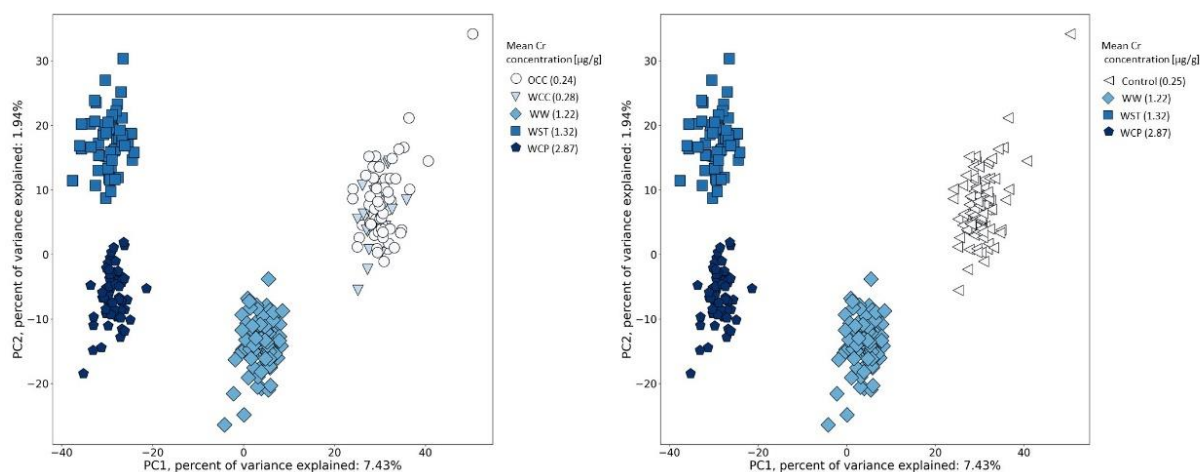 Mean Cr
concentration [µg/g]
OCC (0.24)
WCC (0.28)
WW (1.22)
WST (1.32)
WCP (2.87)
PC2, percent of variance explained: 1.94%
30
20
10
0
−10
−20
−40
−20
0
20
40
PC1, percent of variance explained: 7.43%
Mean Cr
concentration [µg/g]
Control (0.25)
WW (1.22)
WST (1.32)
WCP (2.87)
PC2, percent of variance explained: 1.94%
30
20
10
0
−10
−20
−40
−20
0
20
40
PC1, percent of variance explained: 7.43%